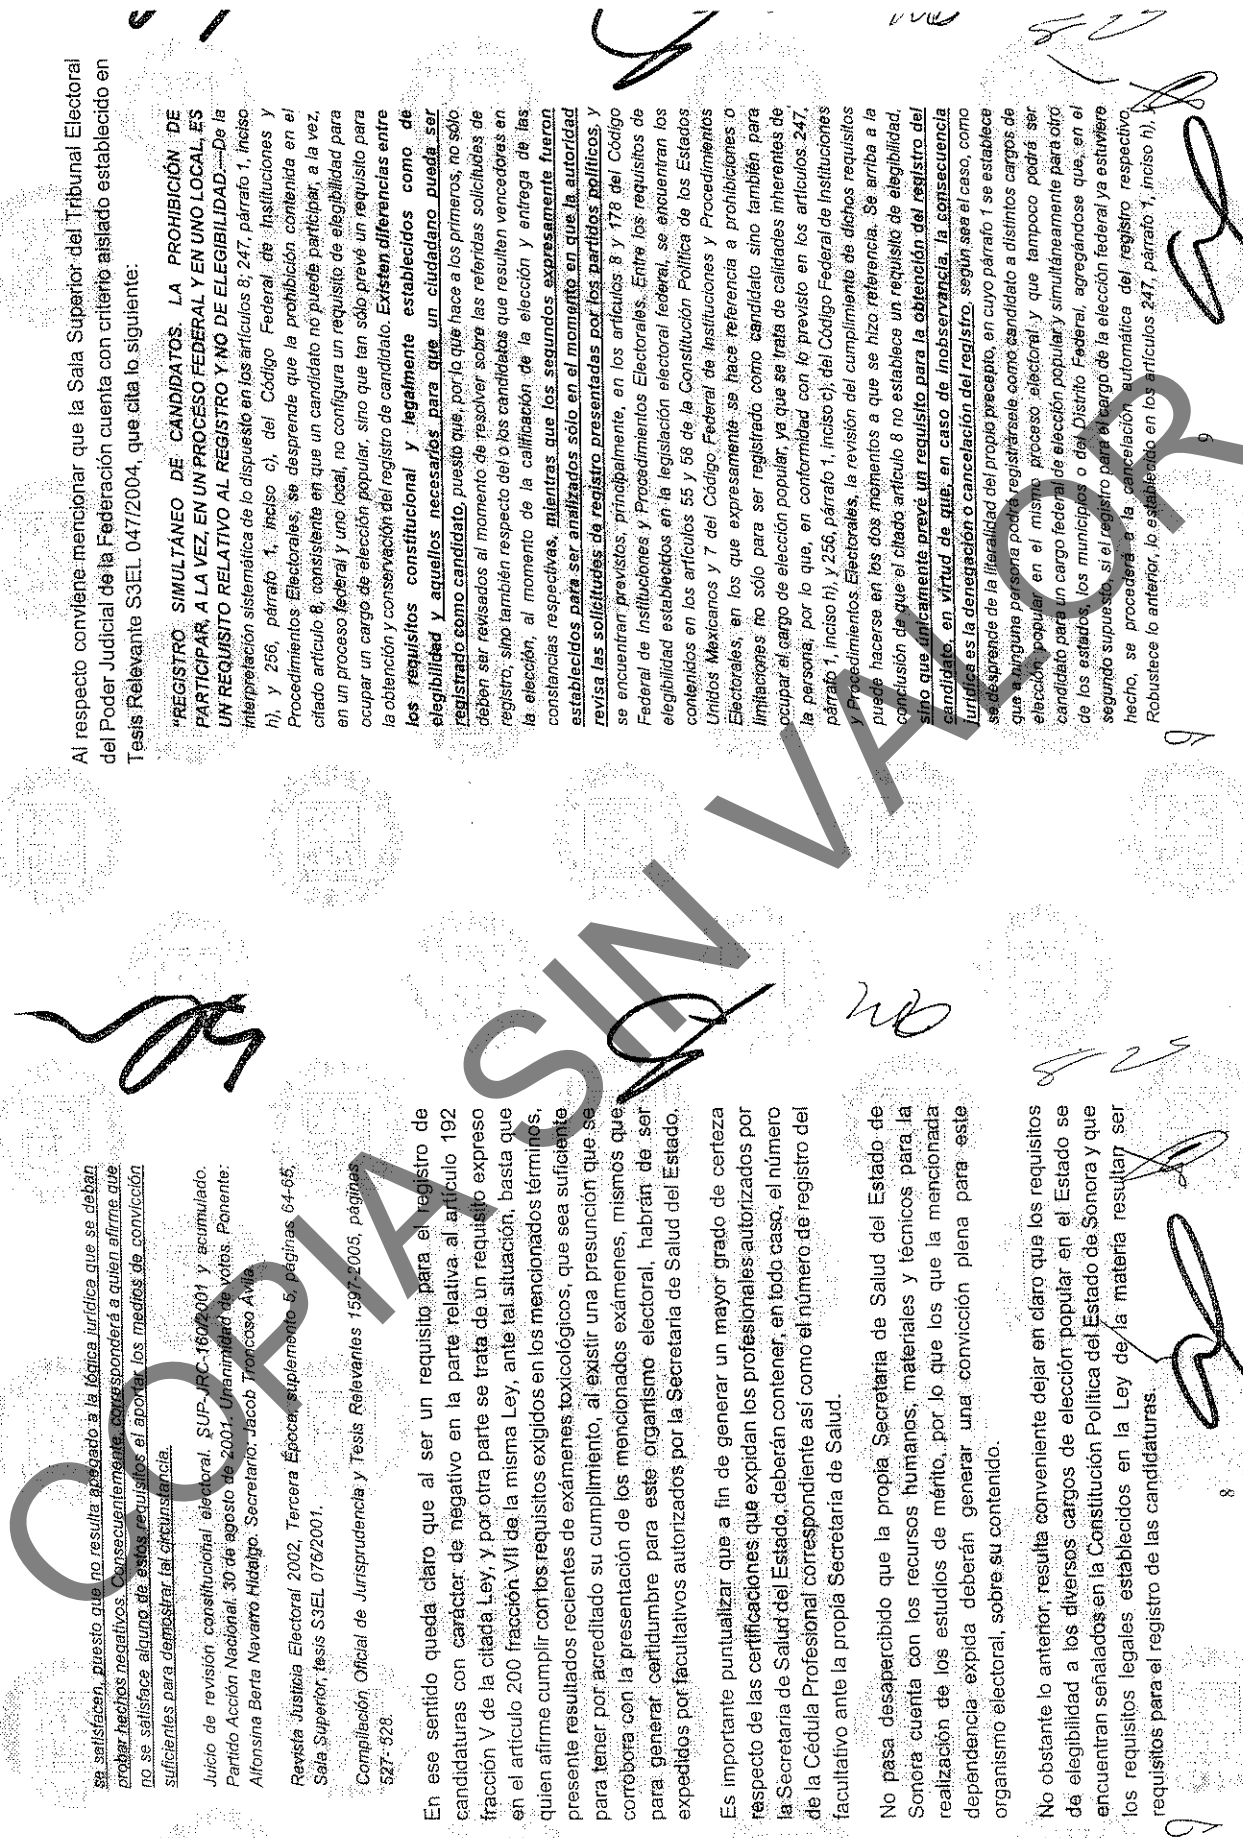 se satisfacen, puesto que no resulta apegado a la lógica jurídica que se deban
probar hechos negativos. Consecuentemente, corresponderá a quien afirme que
no se satisface alguno de estos requisitos el aportar los medios de convicción
suficientes para demostrar tal circunstancia.
Juicio de revisión constitucional electoral. SUP-JRC-160/2001 y acumulado.
Partido Acción Nacional. 30 de agosto de 2001. Unanimidad de votos. Ponente:
Alfonsina Berta Navarro Hidalgo. Secretario: Jacob Troncoso Ávila.
Revista Justicia Electoral 2002, Tercera Época, suplemento 5, páginas 64-65,
Sala Superior, tesis S3EL 076/2001.
Compilación Oficial de Jurisprudencia y Tesis Relevantes 1597-2005, páginas
527-528.
En ese sentido queda claro que al ser un requisito para el registro de
candidaturas con carácter de negativo en la parte relativa al artículo 192
fracción V de la citada Ley, y por otra parte se trata de un requisito expreso
en el artículo 200 fracción VII de la misma Ley, ante tal situación, basta que
quien afirme cumplir con los requisitos exigidos en los mencionados términos,
presente resultados recientes de exámenes toxicológicos, que sea suficiente
para tener por acreditado su cumplimiento, al existir una presunción que se
corrobora con la presentación de los mencionados exámenes, mismos que
para generar certidumbre para este organismo electoral, habrán de ser
expedidos por facultativos autorizados por la Secretaría de Salud del Estado.
Es importante puntualizar que a fin de generar un mayor grado de certeza
respecto de las certificaciones que expidan los profesionales autorizados por
la Secretaría de Salud del Estado, deberán contener, en todo caso, el número
de la Cédula Profesional correspondiente así como el número de registro del
facultativo ante la propia Secretaría de Salud.
No pasa desapercibido que la propia Secretaría de Salud del Estado de
Sonora cuenta con los recursos humanos, materiales y técnicos para la
realización de los estudios de mérito, por lo que los que la mencionada
dependencia expida deberán generar una convicción plena para este
organismo electoral, sobre su contenido.
No obstante lo anterior, resulta conveniente dejar en claro que los requisitos
de elegibilidad a los diversos cargos de elección popular en el Estado se
encuentran señalados en la Constitución Política del Estado de Sonora y que
los requisitos legales establecidos en la Ley de la materia resultan ser
requisitos para el registro de las candidaturas.
8
Al respecto conviene mencionar que la Sala Superior del Tribunal Electoral
del Poder Judicial de la Federación cuenta con criterio aislado establecido en
Tesis Relevante S3EL 047/2004, que cita lo siguiente:
"REGISTRO SIMULTÁNEO DE CANDIDATOS. LA PROHIBICIÓN DE
PARTICIPAR, A LA VEZ, EN UN PROCESO FEDERAL Y EN UNO LOCAL, ES
UN REQUISITO RELATIVO AL REGISTRO Y NO DE ELEGIBILIDAD.—De la
interpretación sistemática de lo dispuesto en los artículos 8; 247, párrafo 1, inciso
h), y 256, párrafo 1, inciso c), del Código Federal de Instituciones y
Procedimientos Electorales, se desprende que la prohibición contenida en el
citado artículo 8, consistente en que un candidato no puede participar, a la vez,
en un proceso federal y uno local, no configura un requisito de elegibilidad para
ocupar un cargo de elección popular, sino que tan sólo prevé un requisito para
la obtención y conservación del registro de candidato. Existen diferencias entre
los requisitos constitucional y legalmente establecidos como de
elegibilidad y aquellos necesarios para que un ciudadano pueda ser
registrado como candidato, puesto que, por lo que hace a los primeros, no sólo
deben ser revisados al momento de resolver sobre las referidas solicitudes de
registro, sino también respecto del o los candidatos que resulten vencedores en
la elección, al momento de la calificación de la elección y entrega de las
constancias respectivas, mientras que los segundos expresamente fueron
establecidos para ser analizados sólo en el momento en que la autoridad
revisa las solicitudes de registro presentadas por los partidos políticos, y
se encuentran previstos, principalmente, en los artículos 8 y 178 del Código
Federal de Instituciones y Procedimientos Electorales. Entre los requisitos de
elegibilidad establecidos en la legislación electoral federal, se encuentran los
contenidos en los artículos 55 y 58 de la Constitución Política de los Estados
Unidos Mexicanos y 7 del Código Federal de Instituciones y Procedimientos
Electorales, en los que expresamente se hace referencia a prohibiciones o
limitaciones no sólo para ser registrado como candidato sino también para
ocupar el cargo de elección popular, ya que se trata de calidades inherentes de
la persona, por lo que, en conformidad con lo previsto en los artículos 247,
párrafo 1, inciso h), y 256, párrafo 1, inciso c), del Código Federal de Instituciones
y Procedimientos Electorales, la revisión del cumplimiento de dichos requisitos
puede hacerse en los dos momentos a que se hizo referencia. Se arriba a la
conclusión de que el citado artículo 8 no establece un requisito de elegibilidad,
sino que únicamente prevé un requisito para la obtención del registro del
candidato, en virtud de que, en caso de inobservancia, la consecuencia
jurídica es la denegación o cancelación del registro, según sea el caso, como
se desprende de la literalidad del propio precepto, en cuyo párrafo 1 se establece
que a ninguna persona podrá registrársele como candidato a distintos cargos de
elección popular en el mismo proceso electoral y que tampoco podrá ser
candidato para un cargo federal de elección popular y simultáneamente para otro
de los estados, los municipios o del Distrito Federal, agregándose que, en el
segundo supuesto, si el registro para el cargo de la elección federal ya estuviere
hecho, se procederá a la cancelación automática del registro respectivo.
Robustece lo anterior, lo establecido en los artículos 247, párrafo 1, inciso h), y
9
COPIA SIN VALOR